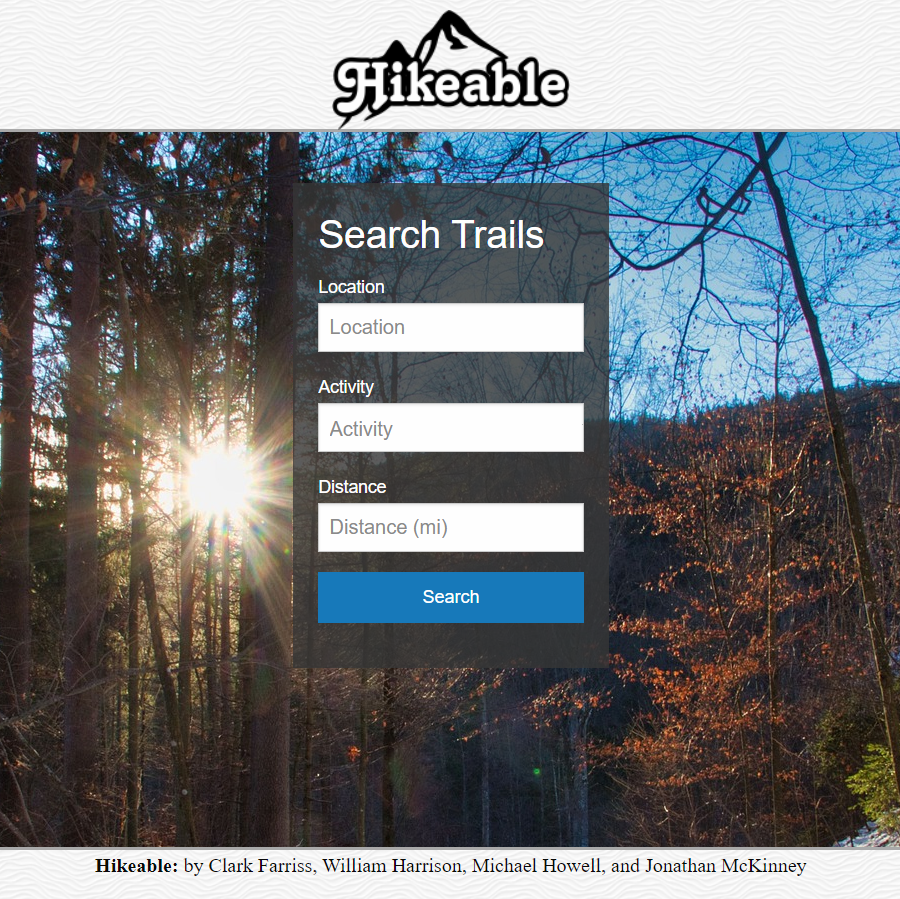 Hikeable
Search Trails
Location
Location
Activity
Activity
Distance
Distance (mi)
Search
Hikeable: by Clark Farriss, William Harrison, Michael Howell, and Jonathan McKinney